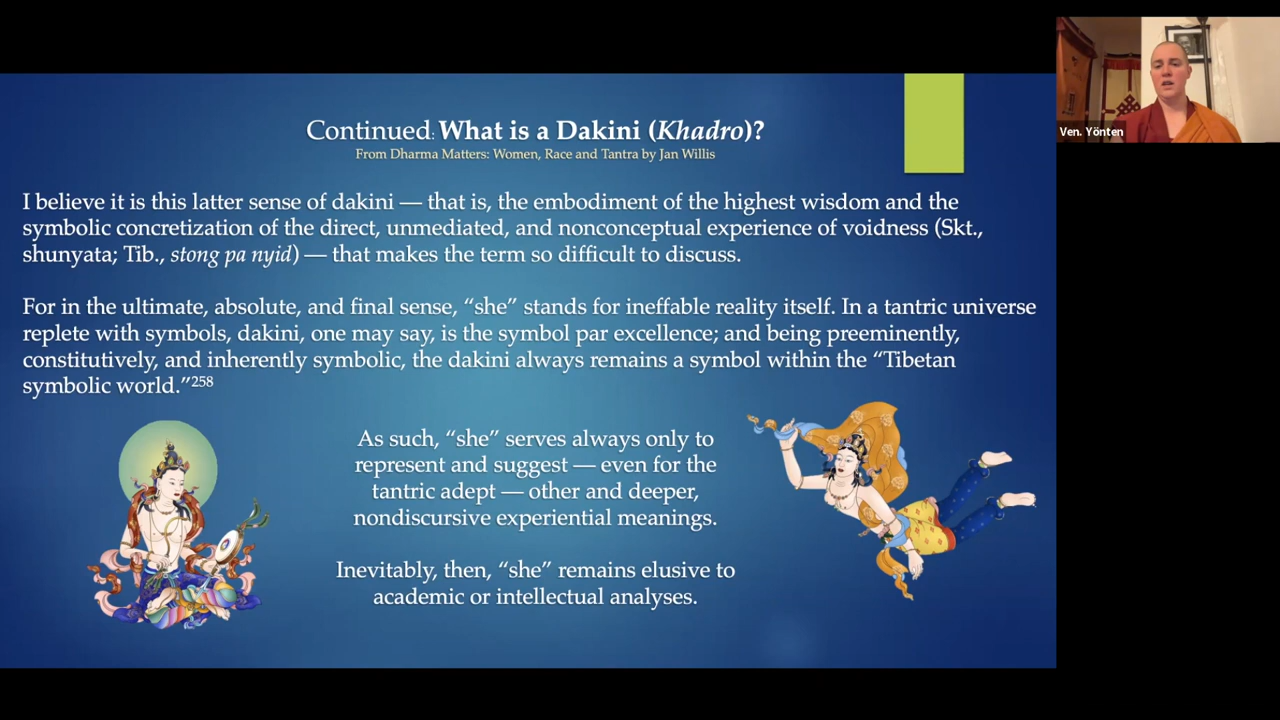 Continued: What is a Dakini (Khadro)?
From Dharma Matters: Women, Race and Tantra by Jan Willis
I believe it is this latter sense of dakini — that is, the embodiment of the highest wisdom and the
symbolic concretization of the direct, unmediated, and nonconceptual experience of voidness (Skt.,
shunyata; Tib., stong pa nyid) — that makes the term so difficult to discuss.
For in the ultimate, absolute, and final sense, “she” stands for ineffable reality itself. In a tantric universe
replete with symbols, dakini, one may say, is the symbol par excellence; and being preeminently,
constitutively, and inherently symbolic, the dakini always remains a symbol within the “Tibetan
symbolic world.”258
As such, “she” serves always only to
represent and suggest — even for the
tantric adept — other and deeper,
nondiscursive experiential meanings.
Inevitably, then, “she” remains elusive to
academic or intellectual analyses.
Ven. Yönten